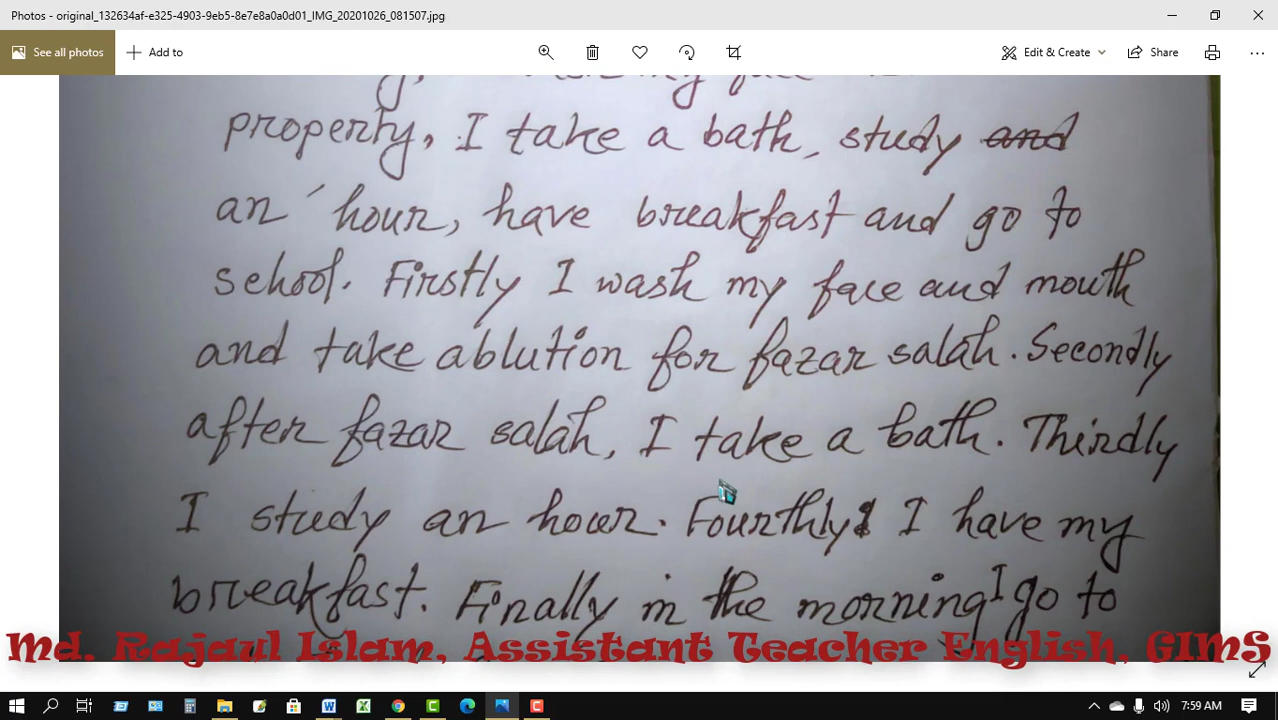 Photos - original_132634af-e325-4903-9eb5-8e7e8a0a0d01_IMG_20201026_081507.jpg
See all photos
Add to
Edit & Create
Share
my face
property, I take a bath, study and
an hour, have breakfast and go to
school. Firstly I wash my face and mouth
and take ablution for fazar salah. Secondly
after fazar salah, I take a bath. Thirdly
I study an hour. Fourthly I have my
breakfast. Finally in the morning I go to
Md. Rajaul Islam, Assistant Teacher English, GIMS
7:59 AM